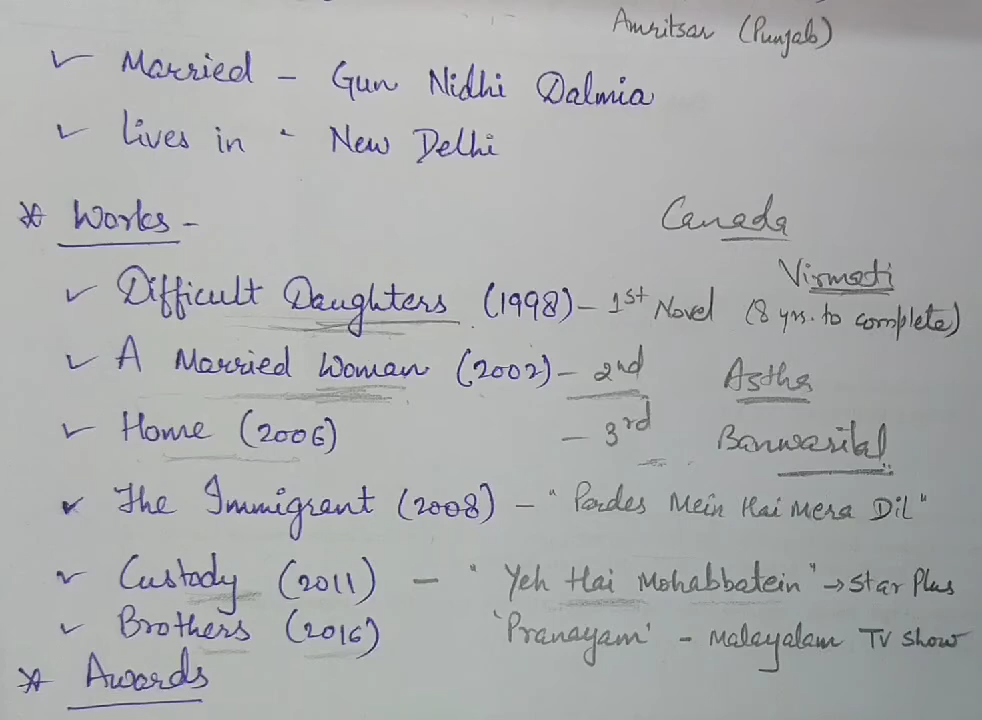 Amritsar (Punjab)
✓ Married - Gun Nidhi Dalmia
✓ lives in - New Delhi
* Works -
Canada
Virmati
✓ Difficult Daughters (1998) - 1st Novel (8 yrs. to complete)
✓ A Married Woman (2002) - 2nd Astha
✓ Home (2006) - 3rd Banwarilal
✓ The Immigrant (2008) - "Pardes Mein Hai Mera Dil"
✓ Custody (2011) - "Yeh Hai Mohabbatein" → Star Plus
✓ Brothers (2016) 'Pranayam' - Malayalam TV Show
* Awards